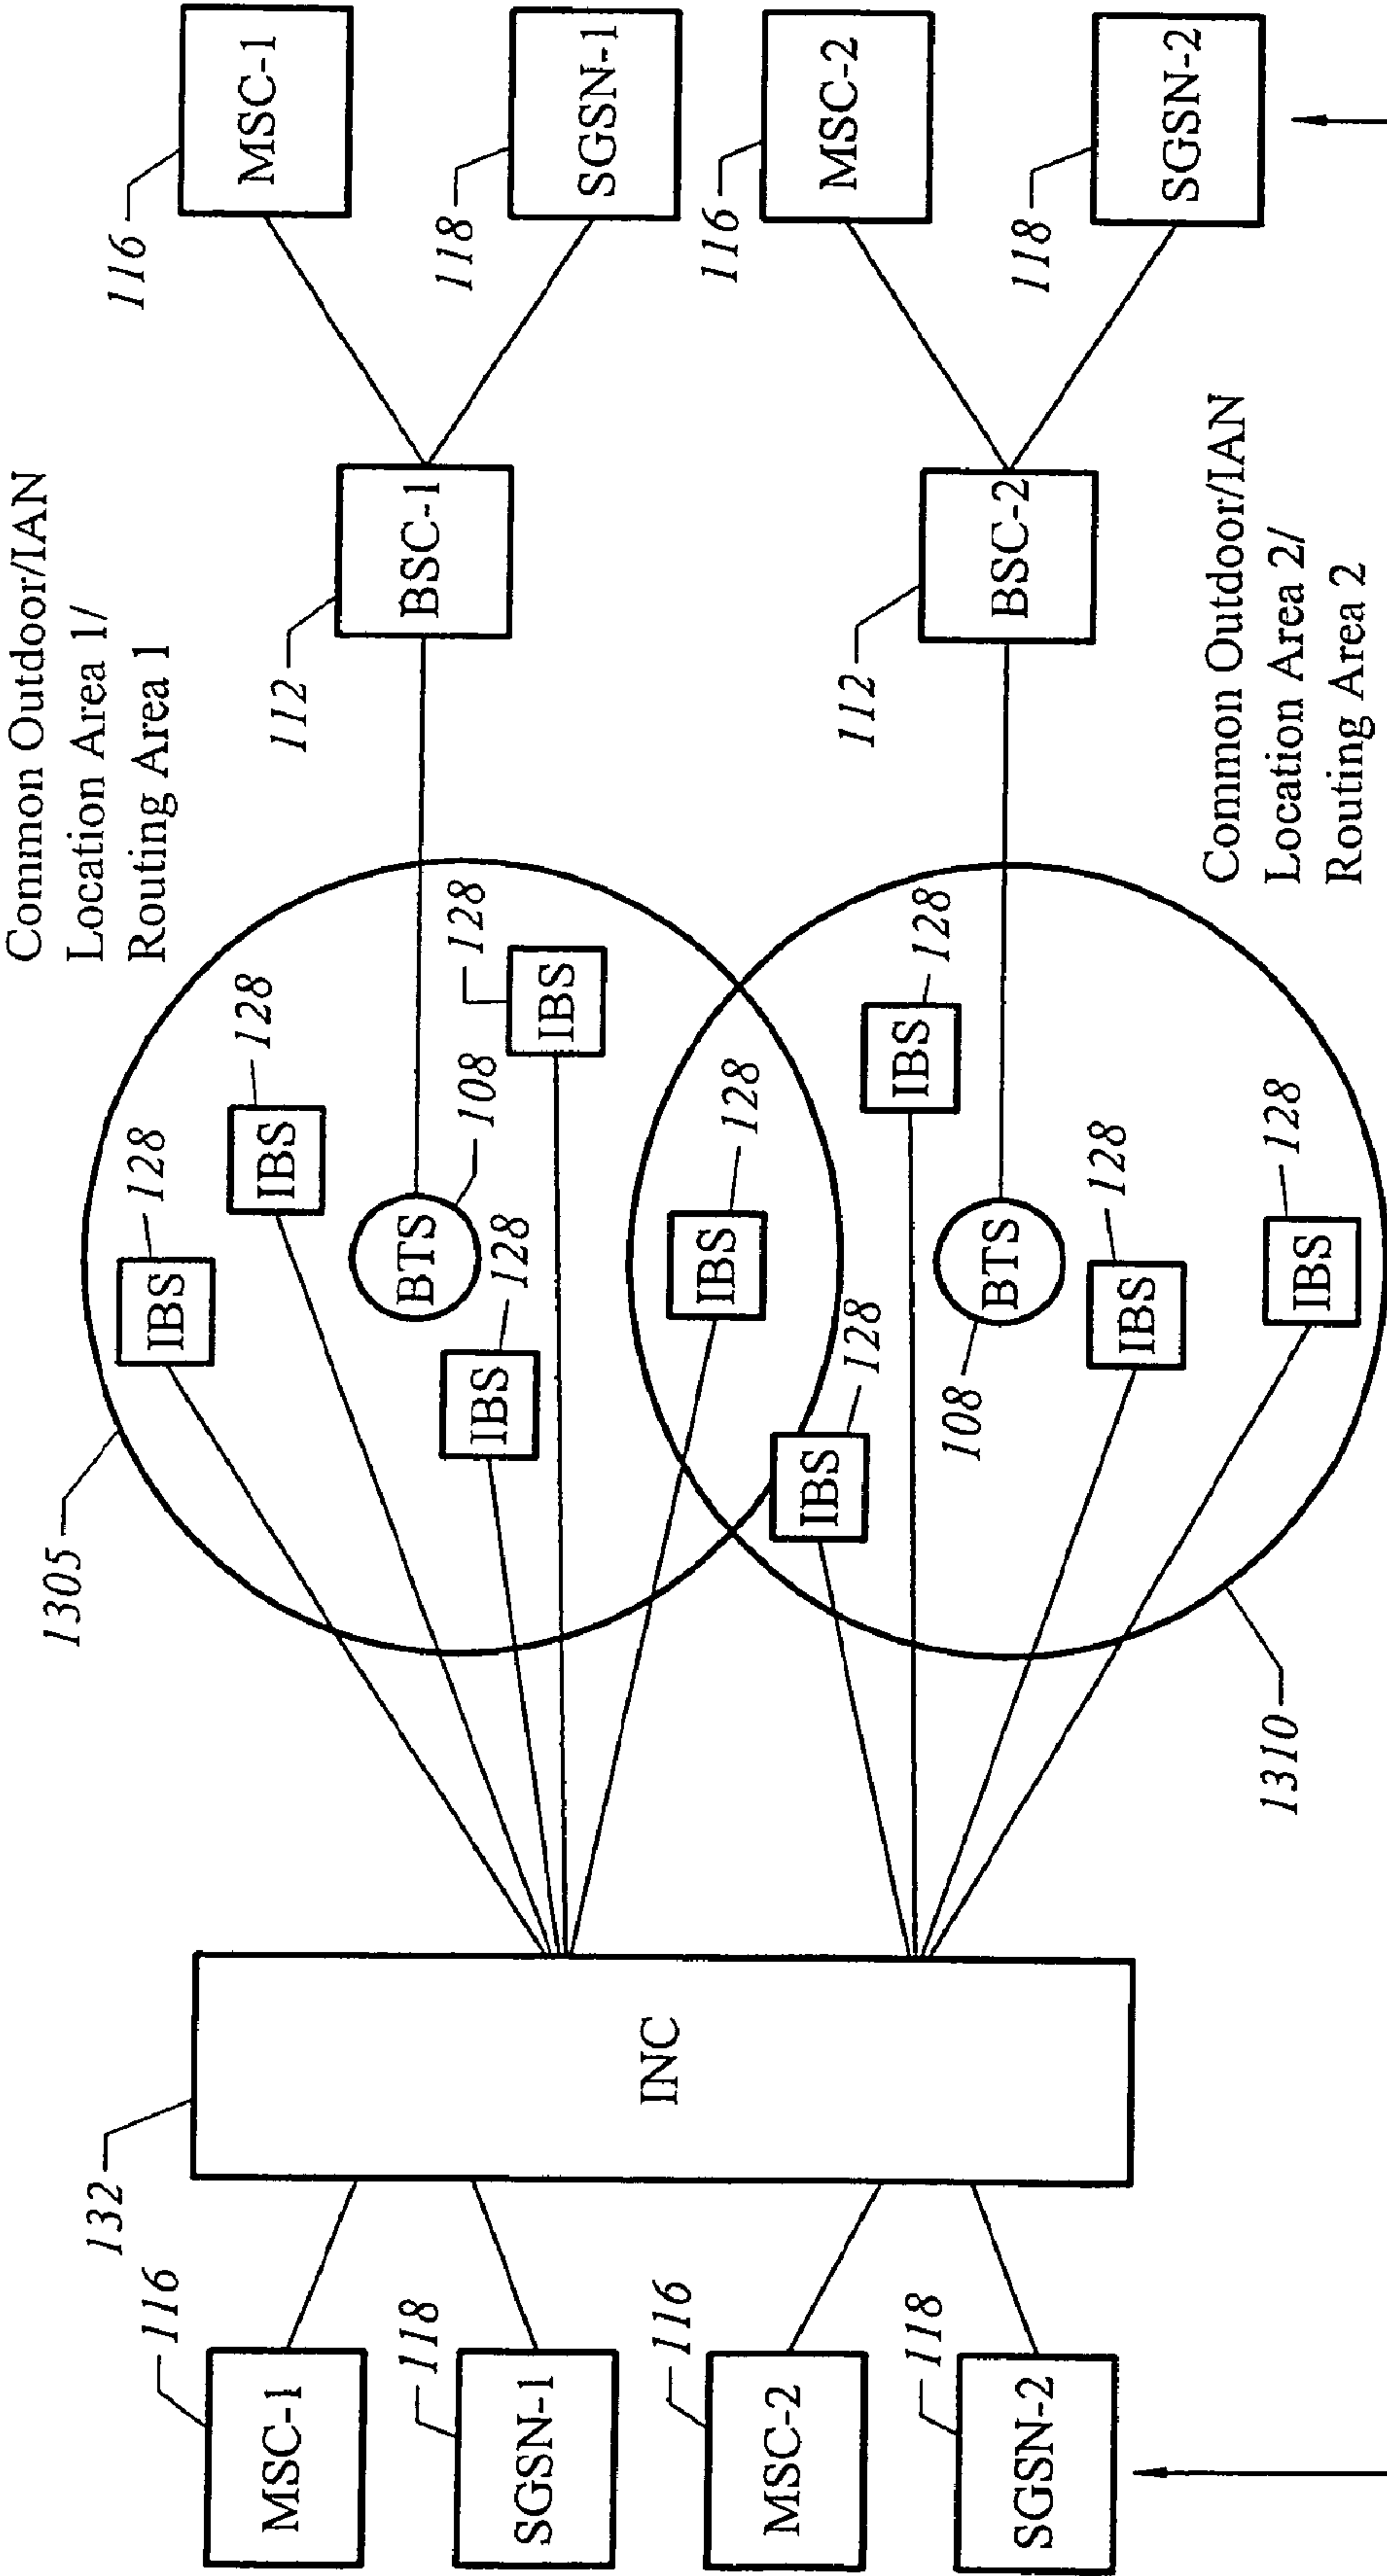 Common Outdoor/IAN
Location Area 1/
Routing Area 1
1305
132
116
MSC-1
118
SGSN-1
116
MSC-2
118
SGSN-2
INC
128
IBS
128
IBS
BTS
108
128
IBS
128
IBS
128
IBS
128
IBS
128
IBS
BTS
108
128
IBS
128
IBS
1310
112
BSC-1
112
BSC-2
116
MSC-1
118
SGSN-1
116
MSC-2
118
SGSN-2
Common Outdoor/IAN
Location Area 2/
Routing Area 2